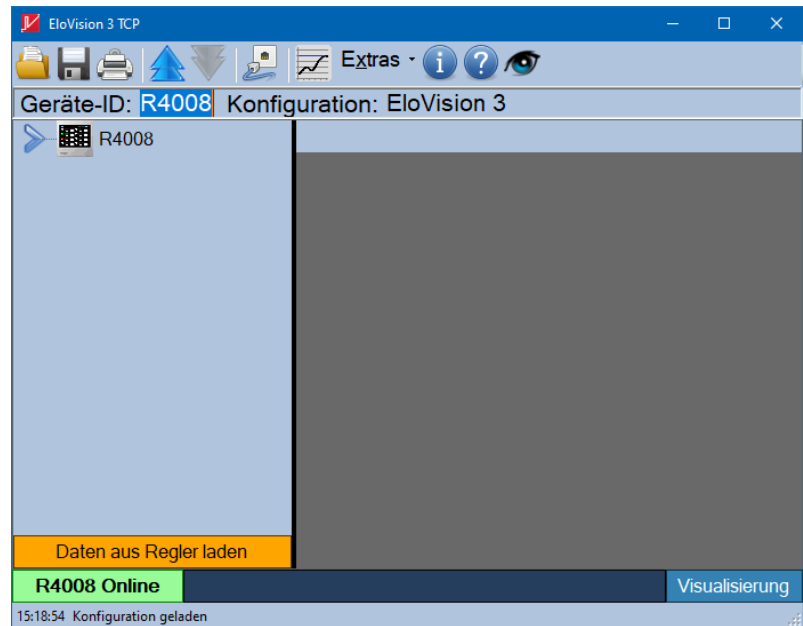 EloVision 3 TCP
Extras
Geräte-ID: R4008 Konfiguration: EloVision 3
R4008
Daten aus Regler laden
R4008 Online Visualisierung
15:18:54 Konfiguration geladen